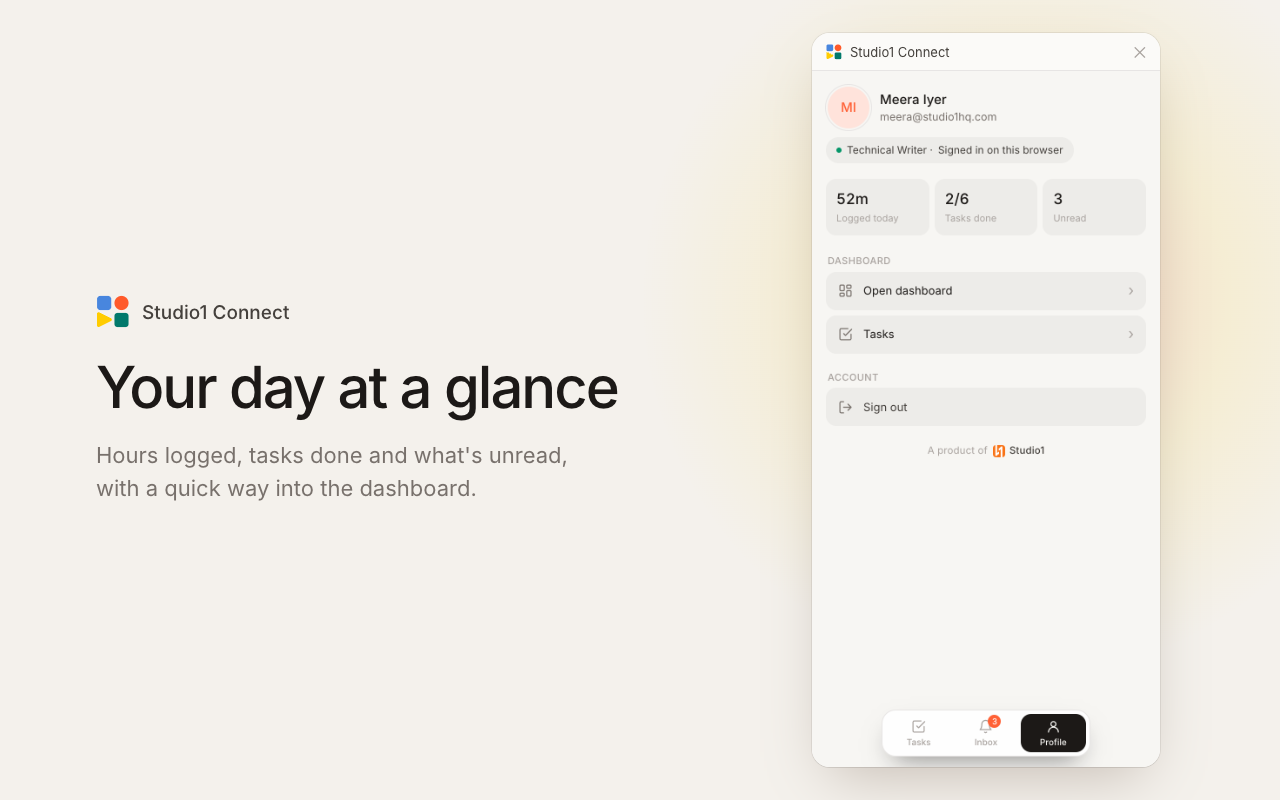 Studio1 Connect
Your day at a glance
Hours logged, tasks done and what's unread,
with a quick way into the dashboard.
Studio1 Connect
MI
Meera Iyer
meera@studio1hq.com
Technical Writer · Signed in on this browser
52m
Logged today
2/6
Tasks done
3
Unread
DASHBOARD
Open dashboard
Tasks
ACCOUNT
Sign out
A product of Studio1
Tasks
3
Inbox
Profile